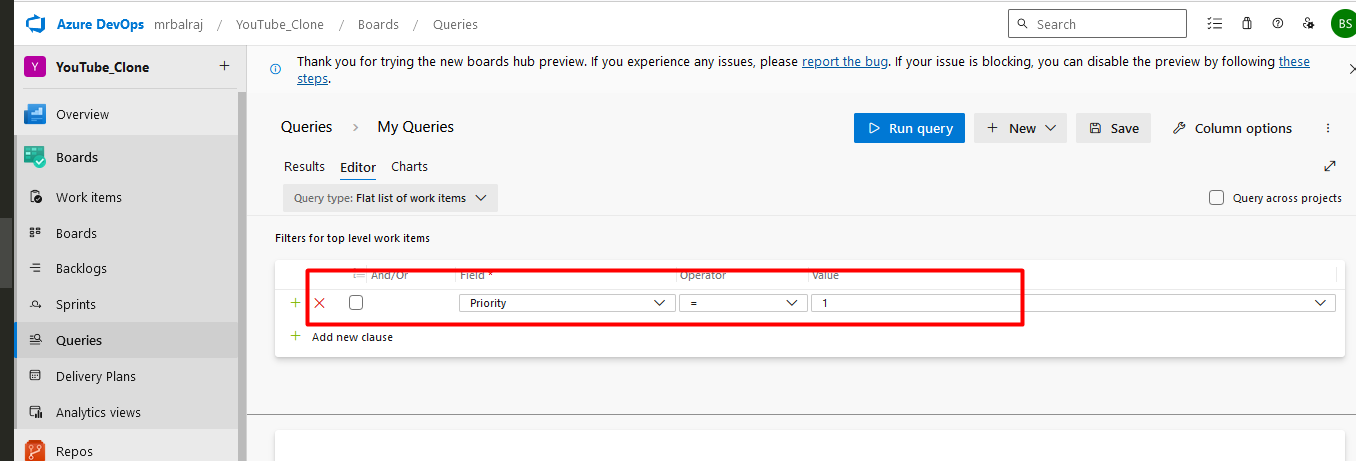 Azure DevOps mrbalraj / YouTube_Clone / Boards / Queries
Search
BS
Y YouTube_Clone +
Thank you for trying the new boards hub preview. If you experience any issues, please report the bug. If your issue is blocking, you can disable the preview by following these
steps.
Overview
Boards
Work items
Boards
Backlogs
Sprints
Queries
Delivery Plans
Analytics views
Repos
Queries > My Queries
Run query
+ New
Save
Column options
Results Editor Charts
Query type: Flat list of work items
Query across projects
Filters for top level work items
And/Or Field * Operator Value
Priority = 1
+ Add new clause